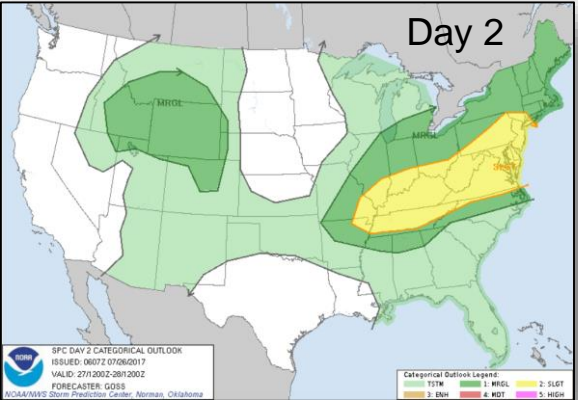 Day 2
MRGL
MRGL
SLGT
NOAA
SPC DAY 2 CATEGORICAL OUTLOOK
ISSUED: 0607Z 07/26/2017
VALID: 27/1200Z-28/1200Z
FORECASTER: GOSS
NOAA/NWS Storm Prediction Center, Norman, Oklahoma
Categorical Outlook Legend:
TSTM 1: MRGL 2: SLGT
3: ENH 4: MDT 5: HIGH